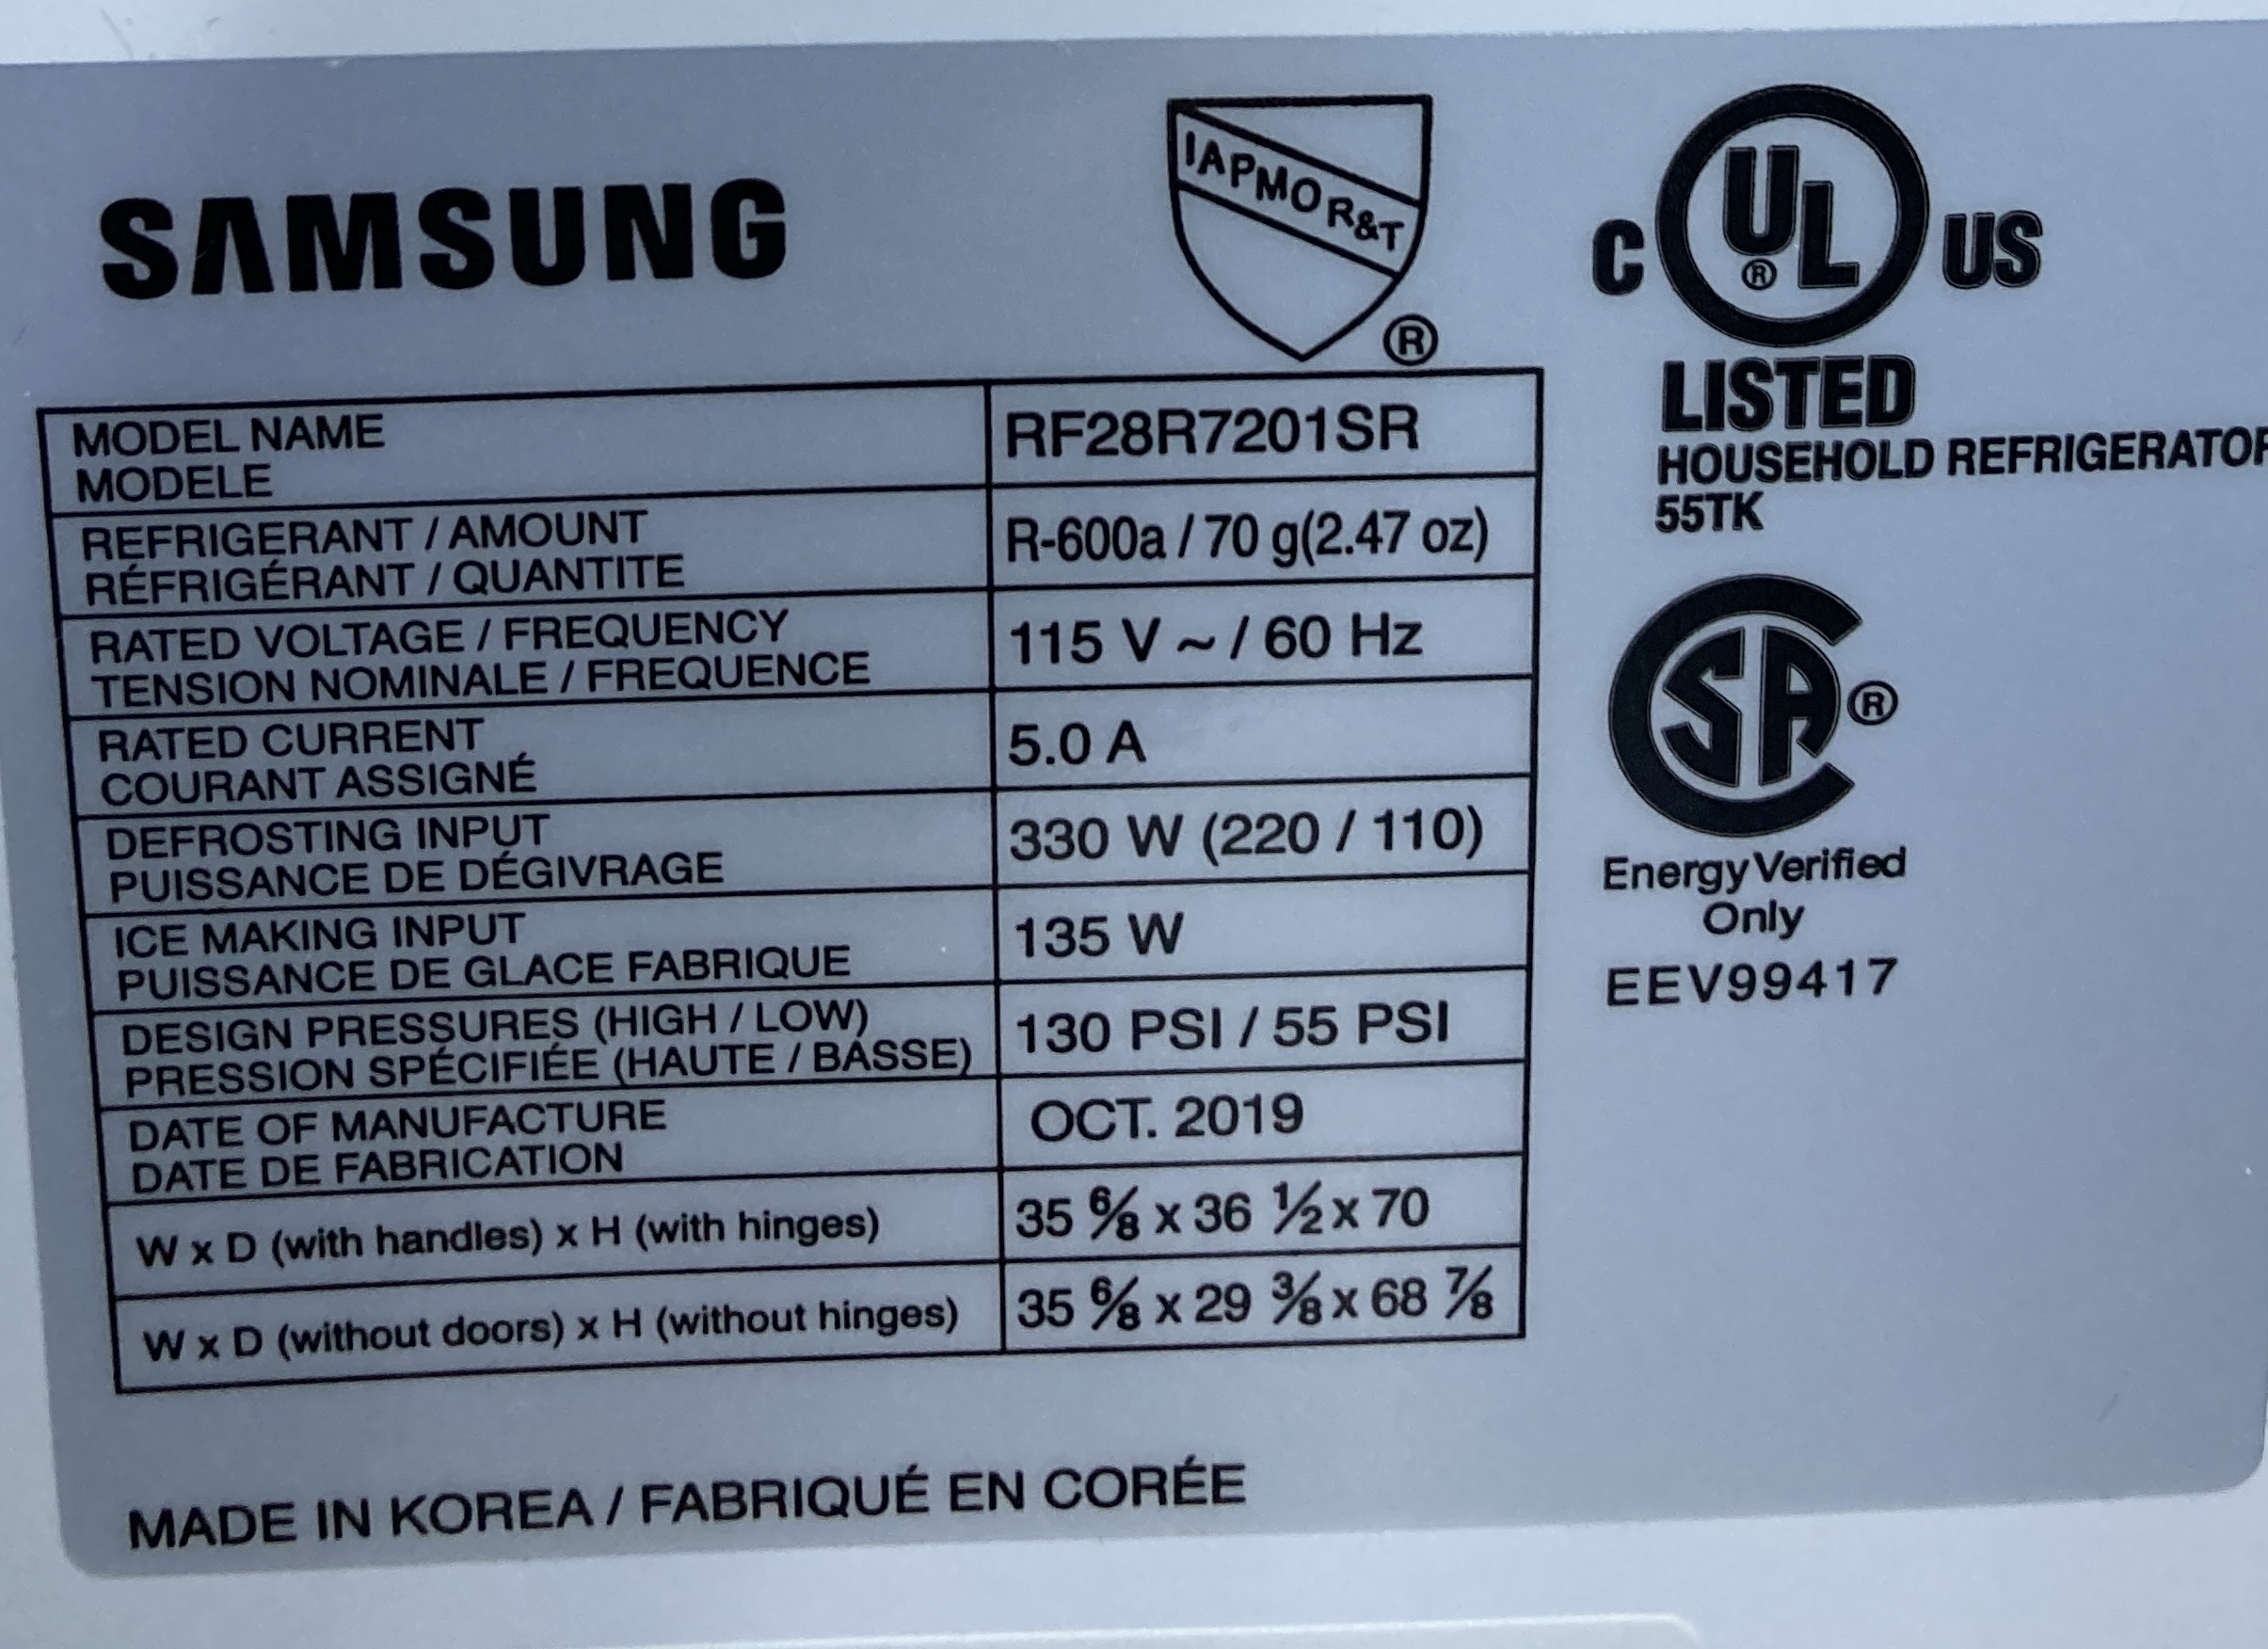 SAMSUNG
IAPMO R&T
®
C UL US
®
LISTED
HOUSEHOLD REFRIGERATOR
55TK
MODEL NAME
MODELE
RF28R7201SR
REFRIGERANT / AMOUNT
RÉFRIGÉRANT / QUANTITE
R-600a / 70 g(2.47 oz)
RATED VOLTAGE / FREQUENCY
TENSION NOMINALE / FREQUENCE
115 V ~ / 60 Hz
RATED CURRENT
COURANT ASSIGNÉ
5.0 A
DEFROSTING INPUT
PUISSANCE DE DÉGIVRAGE
330 W (220 / 110)
ICE MAKING INPUT
PUISSANCE DE GLACE FABRIQUE
135 W
DESIGN PRESSURES (HIGH / LOW)
PRESSION SPÉCIFIÉE (HAUTE / BASSE)
130 PSI / 55 PSI
DATE OF MANUFACTURE
DATE DE FABRICATION
OCT. 2019
W x D (with handles) x H (with hinges)
35 6/8 x 36 1/2 x 70
W x D (without doors) x H (without hinges)
35 6/8 x 29 3/8 x 68 7/8
CSA ®
Energy Verified
Only
EEV99417
MADE IN KOREA / FABRIQUÉ EN CORÉE